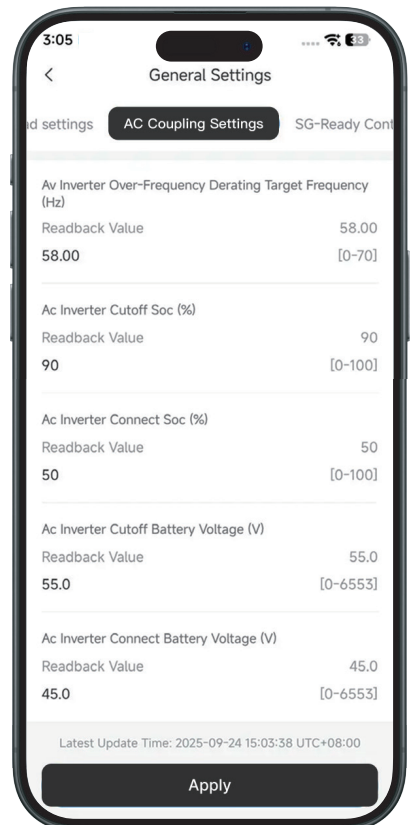 3:05
33
General Settings
d settings
AC Coupling Settings
SG-Ready Cont
Av Inverter Over-Frequency Derating Target Frequency
(Hz)
Readback Value 58.00
58.00 [0-70]
Ac Inverter Cutoff Soc (%)
Readback Value 90
90 [0-100]
Ac Inverter Connect Soc (%)
Readback Value 50
50 [0-100]
Ac Inverter Cutoff Battery Voltage (V)
Readback Value 55.0
55.0 [0-6553]
Ac Inverter Connect Battery Voltage (V)
Readback Value 45.0
45.0 [0-6553]
Latest Update Time: 2025-09-24 15:03:38 UTC+08:00
Apply